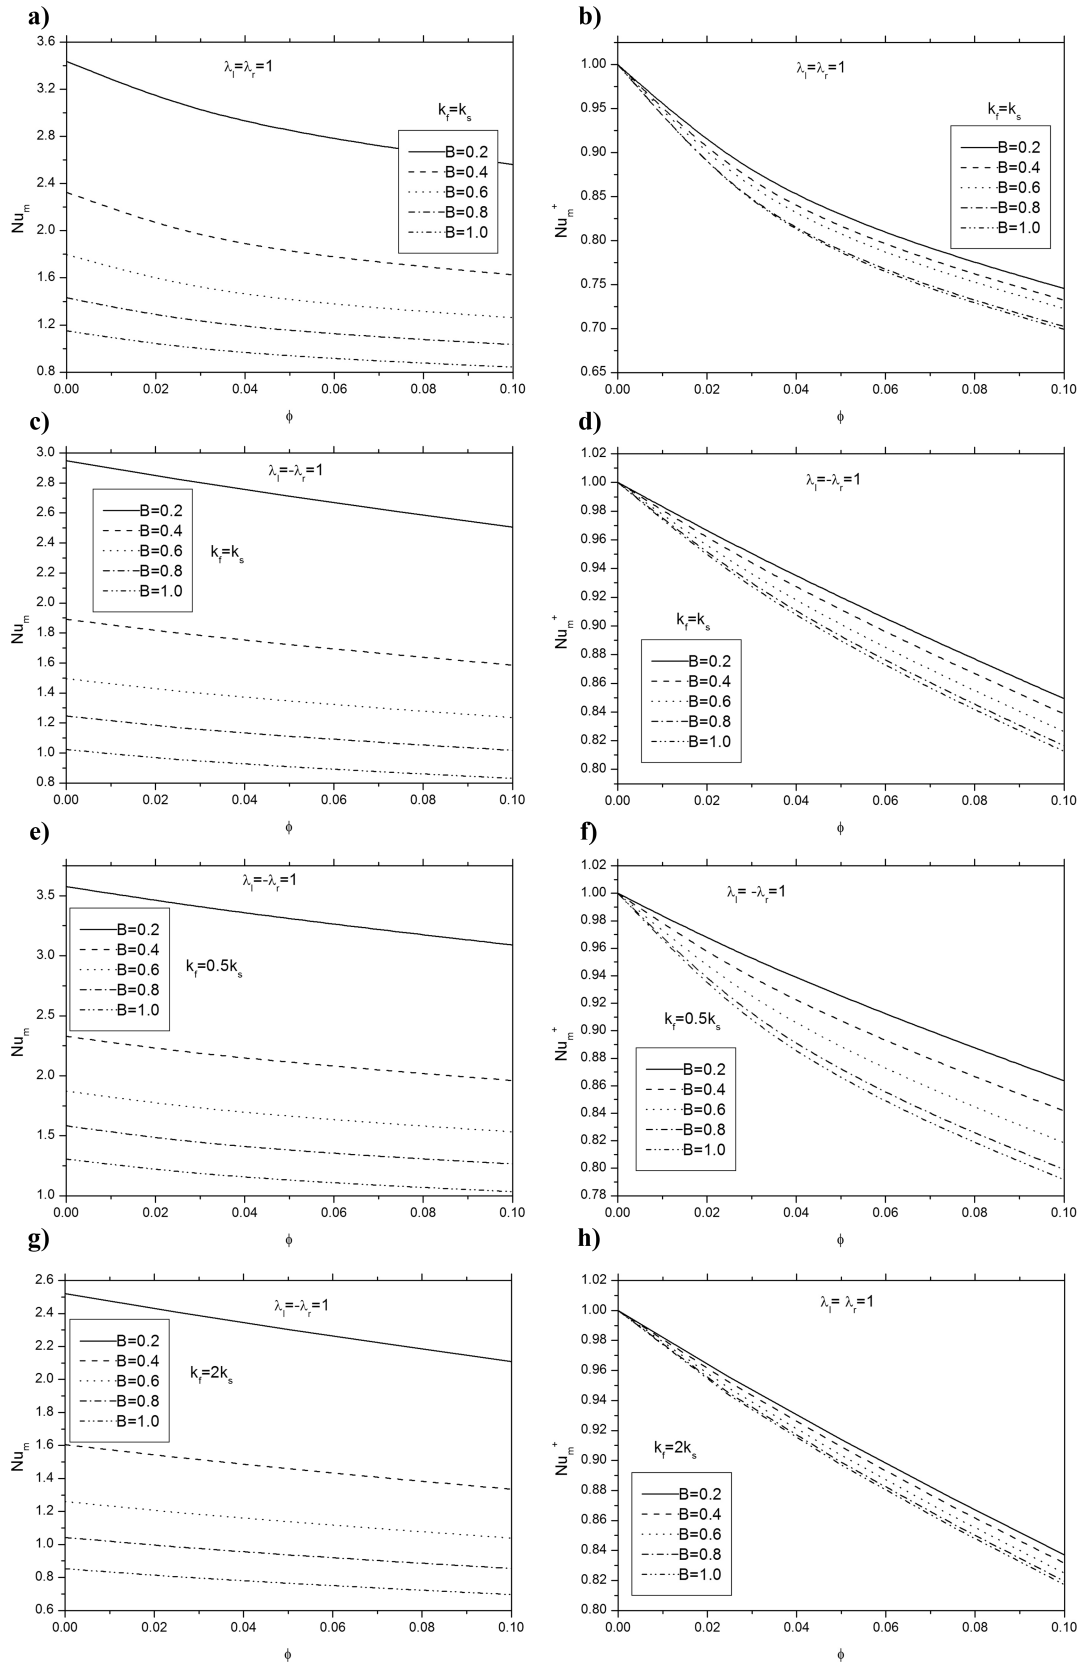 a)
λl=λr=1
kf=ks
B=0.2
B=0.4
B=0.6
B=0.8
B=1.0
3.6
3.2
2.8
2.4
2.0
1.6
1.2
0.8
Num
0.00 0.02 0.04 0.06 0.08 0.10
ϕ
b)
λl=λr=1
kf=ks
B=0.2
B=0.4
B=0.6
B=0.8
B=1.0
1.00
0.95
0.90
0.85
0.80
0.75
0.70
0.65
Num+
0.00 0.02 0.04 0.06 0.08 0.10
ϕ
c)
λl=-λr=1
B=0.2
B=0.4
B=0.6
B=0.8
B=1.0
kf=ks
3.0
2.8
2.6
2.4
2.2
2.0
1.8
1.6
1.4
1.2
1.0
0.8
Num
0.00 0.02 0.04 0.06 0.08 0.10
ϕ
d)
λl=-λr=1
kf=ks
B=0.2
B=0.4
B=0.6
B=0.8
B=1.0
1.02
1.00
0.98
0.96
0.94
0.92
0.90
0.88
0.86
0.84
0.82
0.80
Num+
0.00 0.02 0.04 0.06 0.08 0.10
ϕ
e)
λl=-λr=1
B=0.2
B=0.4
B=0.6
B=0.8
B=1.0
kf=0.5ks
3.5
3.0
2.5
2.0
1.5
1.0
Num
0.00 0.02 0.04 0.06 0.08 0.10
ϕ
f)
λl= -λr=1
kf=0.5ks
B=0.2
B=0.4
B=0.6
B=0.8
B=1.0
1.02
1.00
0.98
0.96
0.94
0.92
0.90
0.88
0.86
0.84
0.82
0.80
0.78
Num+
0.00 0.02 0.04 0.06 0.08 0.10
ϕ
g)
λl=-λr=1
B=0.2
B=0.4
B=0.6
B=0.8
B=1.0
kf=2ks
2.6
2.4
2.2
2.0
1.8
1.6
1.4
1.2
1.0
0.8
0.6
Num
0.00 0.02 0.04 0.06 0.08 0.10
ϕ
h)
λl= λr=1
kf=2ks
B=0.2
B=0.4
B=0.6
B=0.8
B=1.0
1.02
1.00
0.98
0.96
0.94
0.92
0.90
0.88
0.86
0.84
0.82
0.80
Num+
0.00 0.02 0.04 0.06 0.08 0.10
ϕ